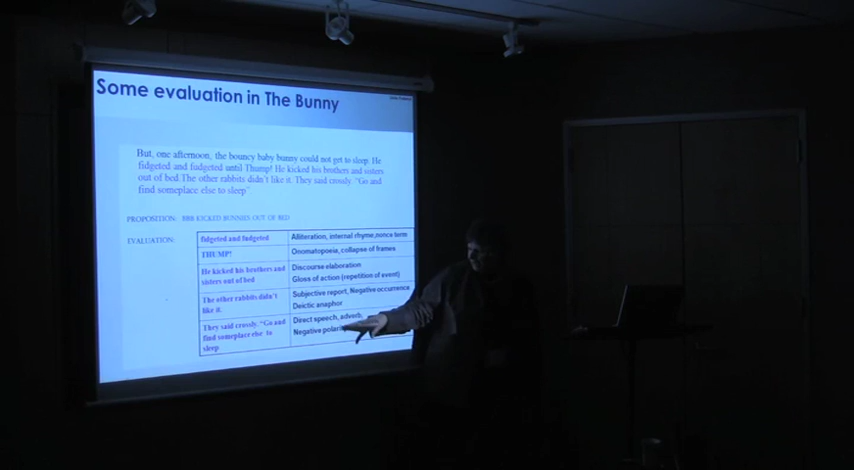 Some evaluation in The Bunny
But, one afternoon, the bouncy baby bunny could not get to sleep. He
fidgeted and fudgeted until Thump! He kicked his brothers and sisters
out of bed.The other rabbits didn't like it. They said crossly. "Go and
find someplace else to sleep"
PROPOSITION: BBB KICKED BUNNIES OUT OF BED
EVALUATION:
fidgeted and fudgeted
Alliteration, internal rhyme,nonce term
THUMP!
Onomatopoeia, collapse of frames
He kicked his brothers and
sisters out of bed
Discourse elaboration
Gloss of action (repetition of event)
The other rabbits didn't
like it.
Subjective report, Negative occurrence
Deictic anaphor
They said crossly. "Go and
find someplace else to
sleep
Direct speech, adverb,
Negative